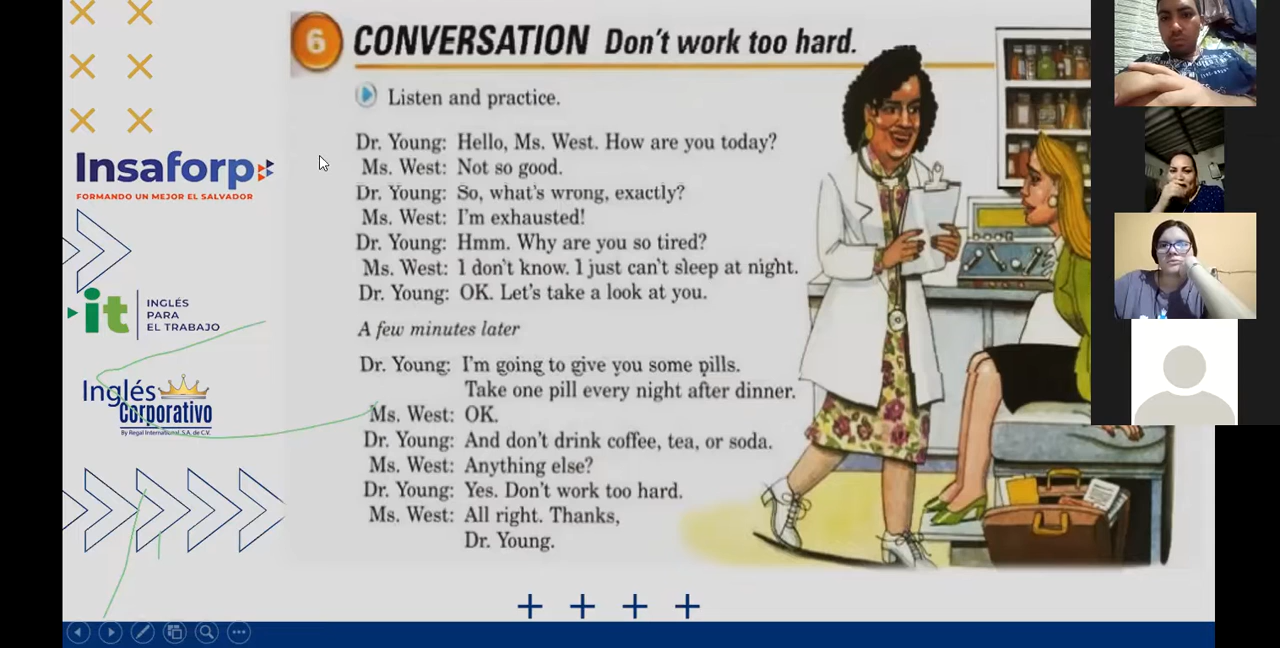 6 CONVERSATION Don't work too hard.
Listen and practice.
Dr. Young: Hello, Ms. West. How are you today?
Ms. West: Not so good.
Dr. Young: So, what's wrong, exactly?
Ms. West: I'm exhausted!
Dr. Young: Hmm. Why are you so tired?
Ms. West: I don't know. I just can't sleep at night.
Dr. Young: OK. Let's take a look at you.
A few minutes later
Dr. Young: I'm going to give you some pills.
Take one pill every night after dinner.
Ms. West: OK.
Dr. Young: And don't drink coffee, tea, or soda.
Ms. West: Anything else?
Dr. Young: Yes. Don't work too hard.
Ms. West: All right. Thanks,
Dr. Young.
Insaforp
FORMANDO UN MEJOR EL SALVADOR
it INGLÉS
PARA
EL TRABAJO
Inglés
Corporativo
By Regal International, S.A. de C.V.